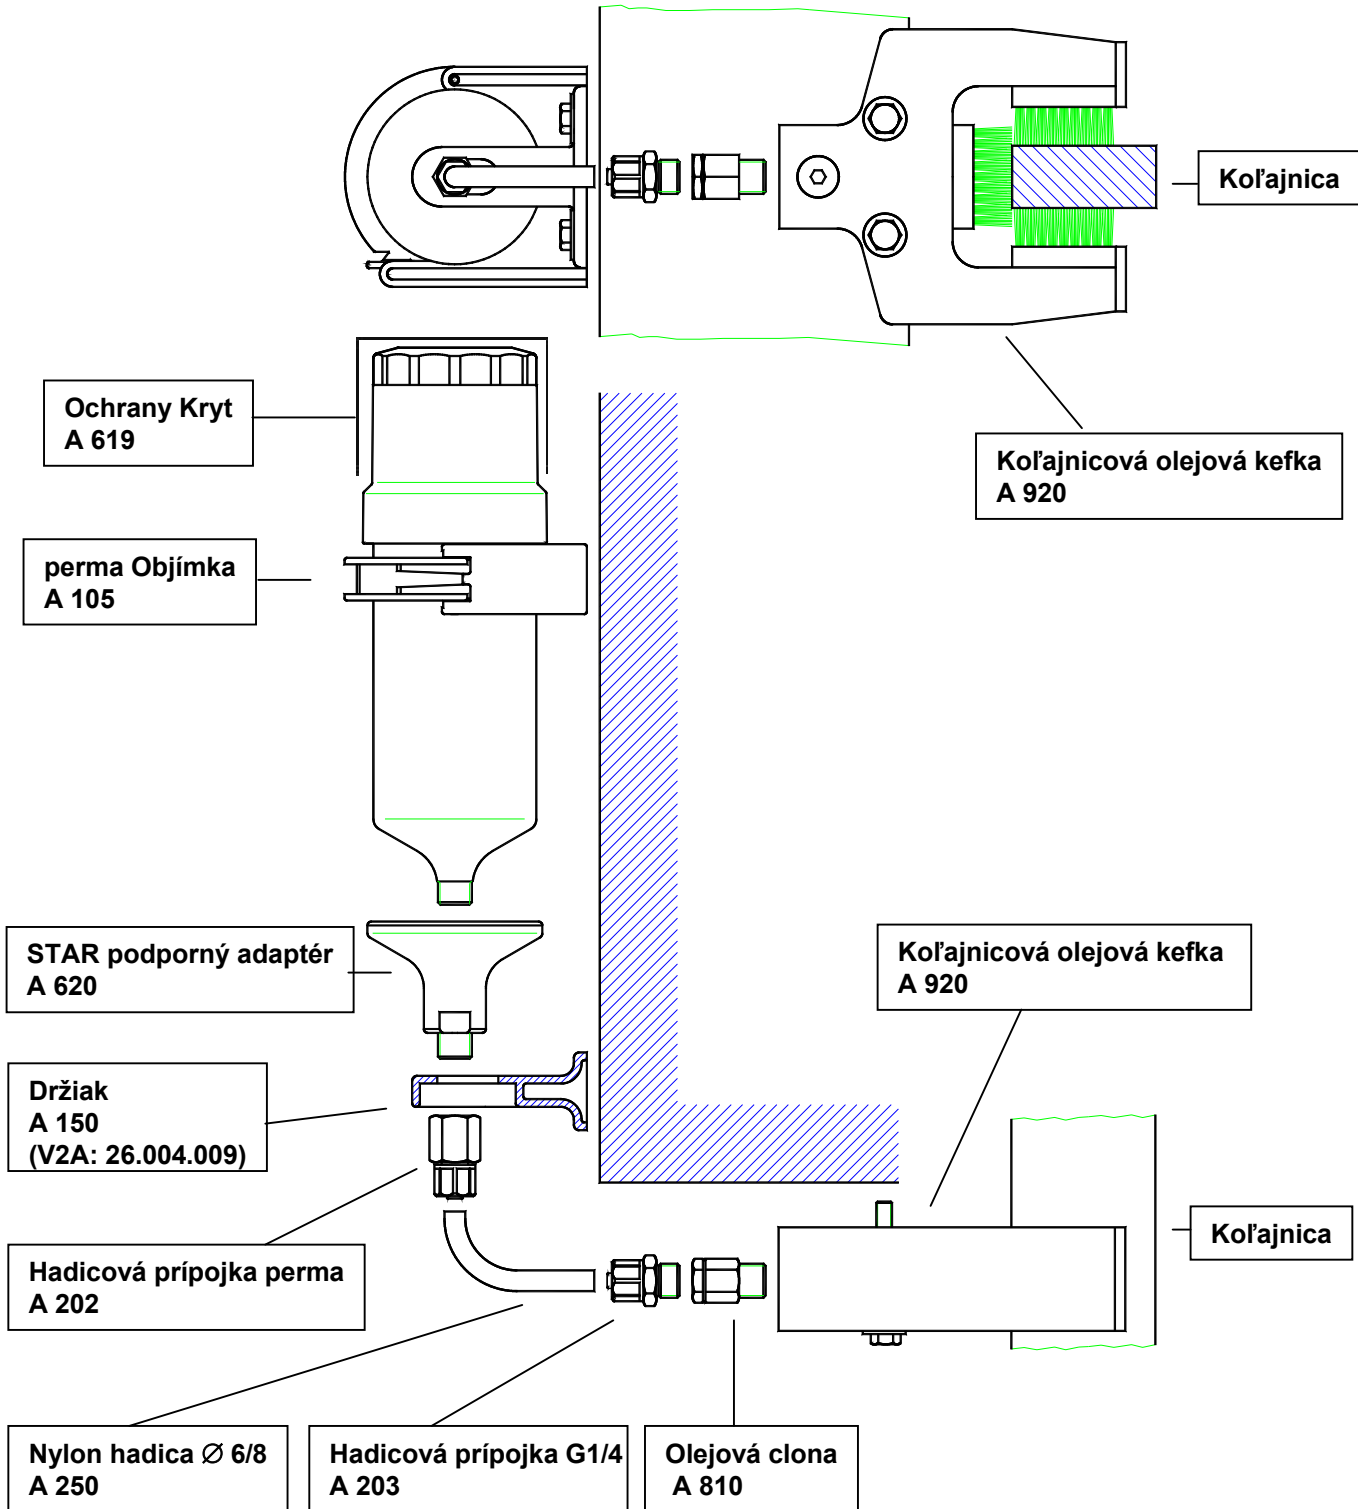 Koľajnica
Ochrany Kryt
A 619
Koľajnicová olejová kefka
A 920
perma Objímka
A 105
STAR podporný adaptér
A 620
Koľajnicová olejová kefka
A 920
Držiak
A 150
(V2A: 26.004.009)
Koľajnica
Hadicová prípojka perma
A 202
Nylon hadica ∅ 6/8
A 250
Hadicová prípojka G1/4
A 203
Olejová clona
A 810